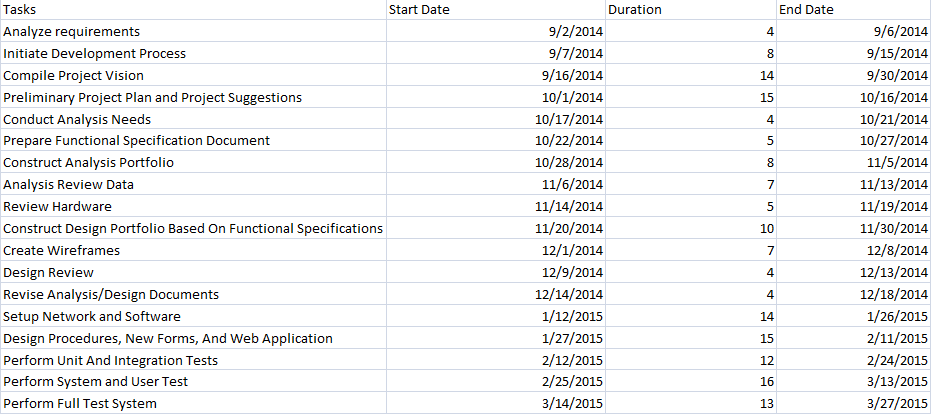 Tasks Start Date Duration End Date
Analyze requirements 9/2/2014 4 9/6/2014
Initiate Development Process 9/7/2014 8 9/15/2014
Compile Project Vision 9/16/2014 14 9/30/2014
Preliminary Project Plan and Project Suggestions 10/1/2014 15 10/16/2014
Conduct Analysis Needs 10/17/2014 4 10/21/2014
Prepare Functional Specification Document 10/22/2014 5 10/27/2014
Construct Analysis Portfolio 10/28/2014 8 11/5/2014
Analysis Review Data 11/6/2014 7 11/13/2014
Review Hardware 11/14/2014 5 11/19/2014
Construct Design Portfolio Based On Functional Specifications 11/20/2014 10 11/30/2014
Create Wireframes 12/1/2014 7 12/8/2014
Design Review 12/9/2014 4 12/13/2014
Revise Analysis/Design Documents 12/14/2014 4 12/18/2014
Setup Network and Software 1/12/2015 14 1/26/2015
Design Procedures, New Forms, And Web Application 1/27/2015 15 2/11/2015
Perform Unit And Integration Tests 2/12/2015 12 2/24/2015
Perform System and User Test 2/25/2015 16 3/13/2015
Perform Full Test System 3/14/2015 13 3/27/2015